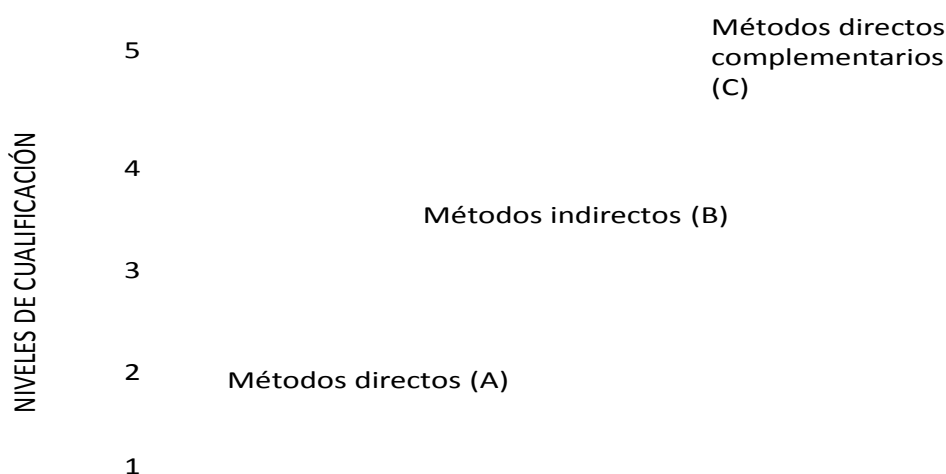 5
Métodos directos
complementarios
(C)
NIVELES DE CUALIFICACIÓN
4
Métodos indirectos (B)
3
2
Métodos directos (A)
1